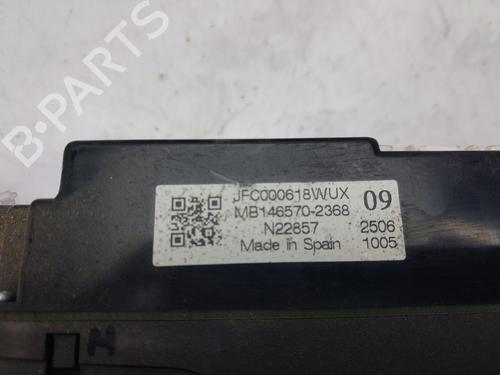 JFC000618WUX 09
MB146570-2368
N22857 2506
Made in Spain 1005
N
B-PARTS